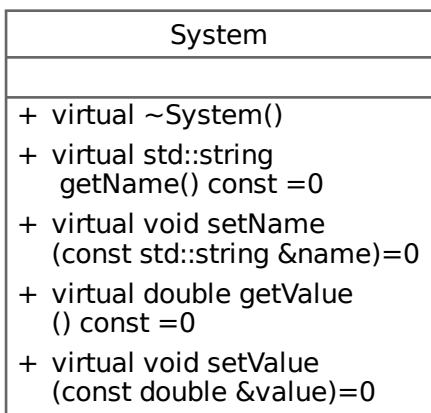 System
+ virtual ~System()
+ virtual std::string
getName() const =0
+ virtual void setName
(const std::string &name)=0
+ virtual double getValue
() const =0
+ virtual void setValue
(const double &value)=0